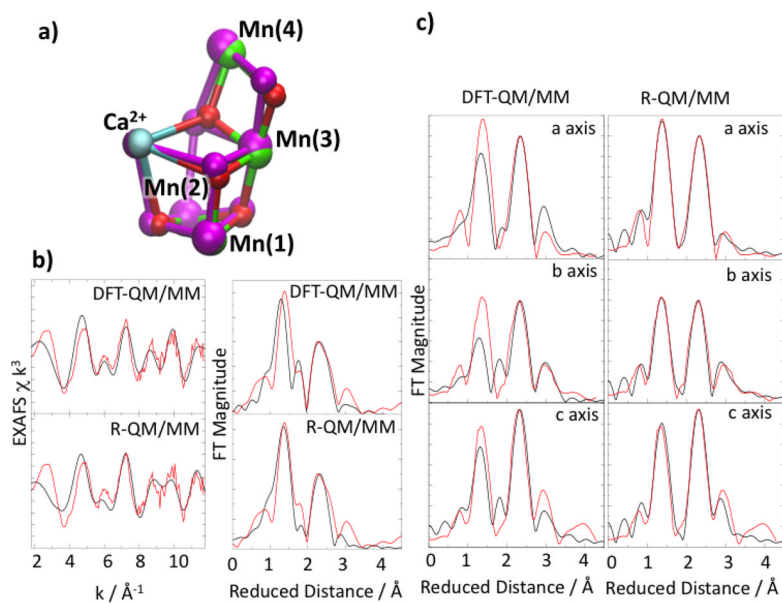 a)
Mn(4)
Ca²⁺
Mn(3)
Mn(2)
Mn(1)
b)
DFT-QM/MM
R-QM/MM
EXAFS χ k³
2 4 6 8 10
k / Å⁻¹
DFT-QM/MM
R-QM/MM
FT Magnitude
0 1 2 3 4
Reduced Distance / Å
c)
DFT-QM/MM
R-QM/MM
a axis
a axis
b axis
b axis
c axis
c axis
FT Magnitude
0 1 2 3 4
0 1 2 3 4
Reduced Distance / Å
Reduced Distance / Å